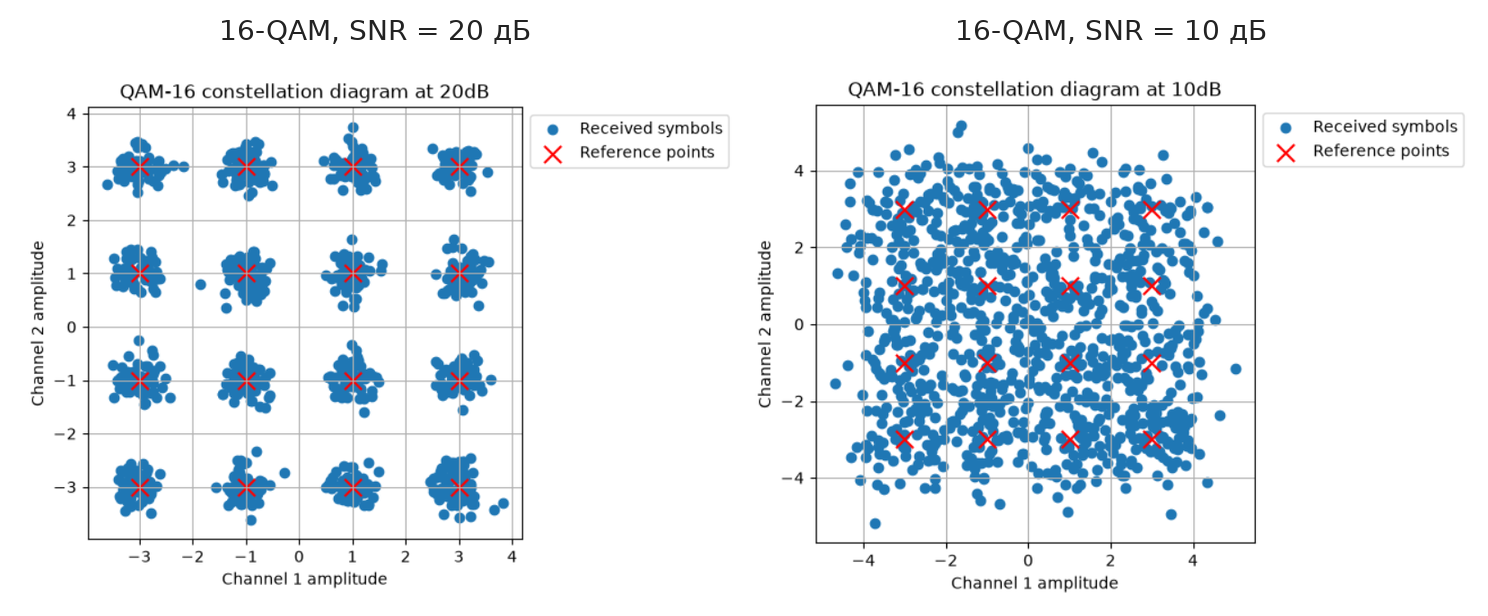 16-QAM, SNR = 20 дБ
QAM-16 constellation diagram at 20dB
Received symbols
Reference points
4
3
2
1
0
−1
−2
−3
Channel 2 amplitude
−3 −2 −1 0 1 2 3 4
Channel 1 amplitude
16-QAM, SNR = 10 дБ
QAM-16 constellation diagram at 10dB
Received symbols
Reference points
4
2
0
−2
−4
Channel 2 amplitude
−4 −2 0 2 4
Channel 1 amplitude